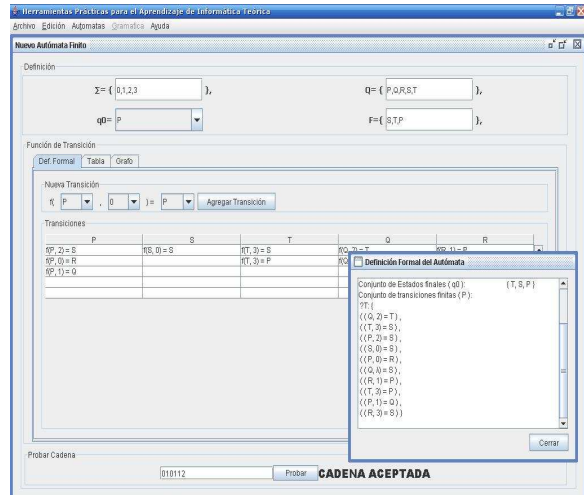 Herramientas Prácticas para el Aprendizaje de Informática Teórica
Archivo Edición Automatas Gramatica Ayuda
Nuevo Autómata Finito
Definición
Σ= { 0,1,2,3 }, Q= { P,Q,R,S,T },
q0= P F={ S,T,P },
Función de Transición
Def. Formal Tabla Grafo
Nueva Transición
f( P , 0 )= P Agregar Transición
Transiciones
P S T Q R
f(P, 2) = S f(S, 0) = S f(T, 3) = S f(Q, 2) = T f(R, 1) = P
f(P, 0) = R f(T, 3) = P
f(P, 1) = Q
Definición Formal del Autómata
Conjunto de Estados finales ( q0) : { T, S, P }
Conjunto de transiciones finitas ( P ):
?T: {
( ( Q, 2) = T ) ,
( ( T, 3) = S ) ,
( ( P, 2) = S ) ,
( ( S, 0) = S ) ,
( ( P, 0) = R ) ,
( ( Q, λ) = S ) ,
( ( R, 1) = P ) ,
( ( T, 3) = P ) ,
( ( P, 1) = Q ) ,
( ( R, 3) = S ) }
Cerrar
Probar Cadena
010112 Probar CADENA ACEPTADA